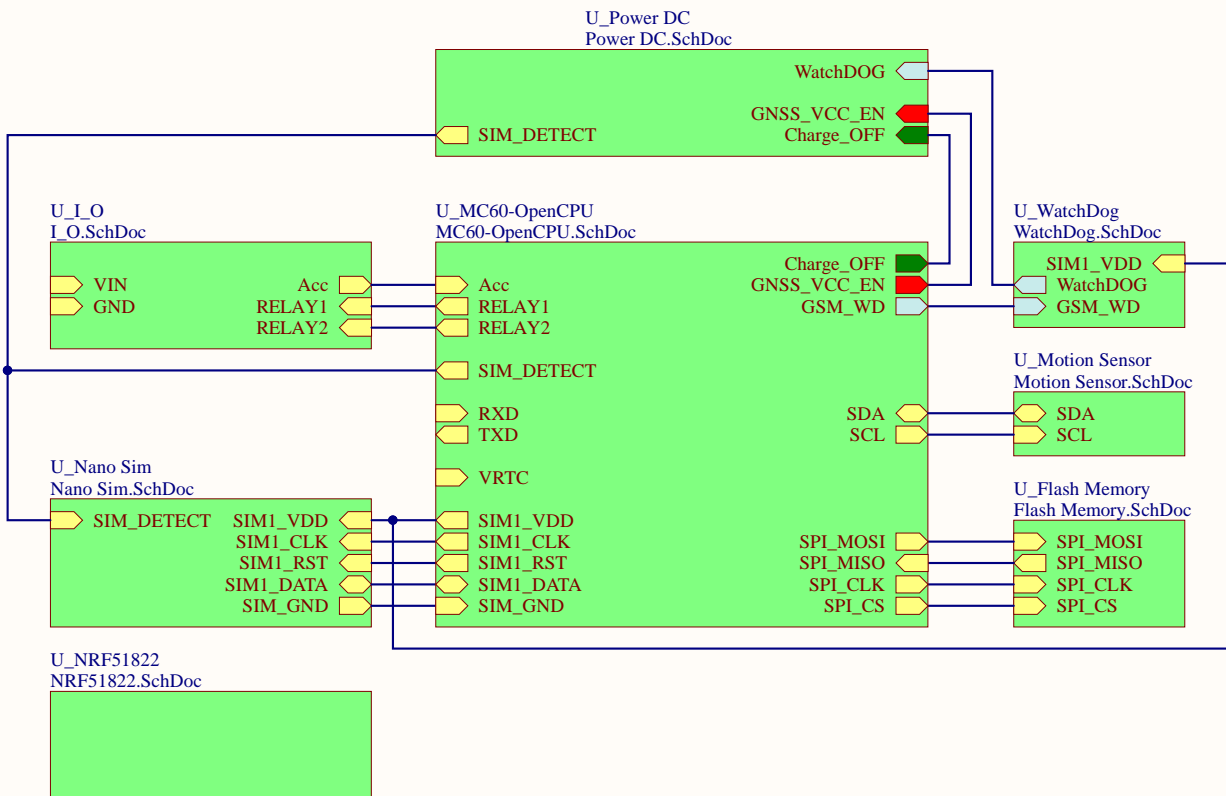 U_Power DC
Power DC.SchDoc
WatchDOG
GNSS_VCC_EN
SIM_DETECT
Charge_OFF
U_I_O
I_O.SchDoc
VIN
Acc
GND
RELAY1
RELAY2
U_MC60-OpenCPU
MC60-OpenCPU.SchDoc
Charge_OFF
Acc
GNSS_VCC_EN
RELAY1
GSM_WD
RELAY2
SIM_DETECT
RXD
SDA
TXD
SCL
VRTC
SIM1_VDD
SIM1_CLK
SPI_MOSI
SIM1_RST
SPI_MISO
SIM1_DATA
SPI_CLK
SIM_GND
SPI_CS
U_WatchDog
WatchDog.SchDoc
SIM1_VDD
WatchDOG
GSM_WD
U_Motion Sensor
Motion Sensor.SchDoc
SDA
SCL
U_Nano Sim
Nano Sim.SchDoc
SIM_DETECT
SIM1_VDD
SIM1_CLK
SIM1_RST
SIM1_DATA
SIM_GND
U_Flash Memory
Flash Memory.SchDoc
SPI_MOSI
SPI_MISO
SPI_CLK
SPI_CS
U_NRF51822
NRF51822.SchDoc